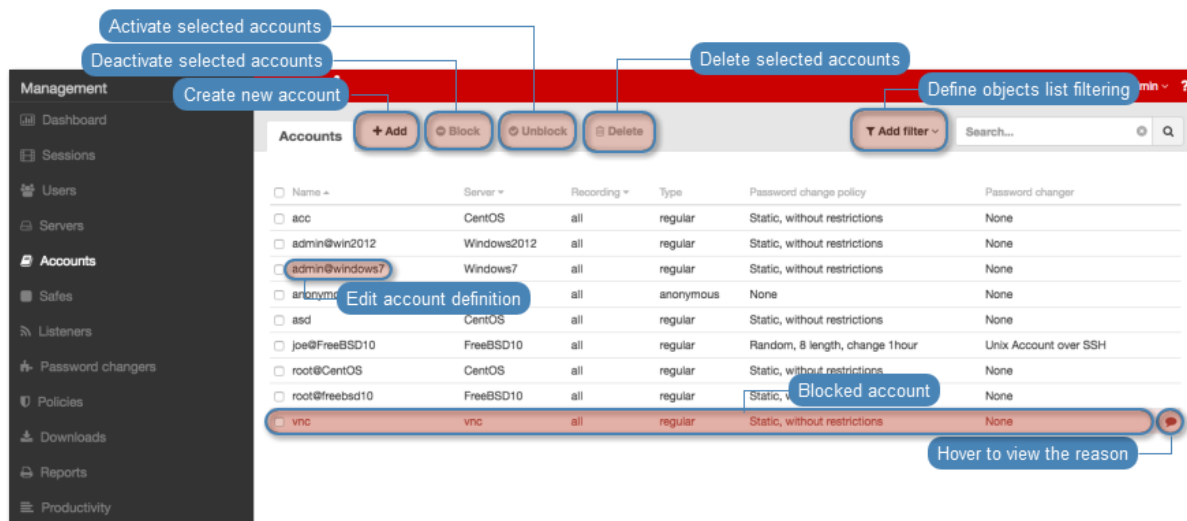 Activate selected accounts
Deactivate selected accounts
Delete selected accounts
Management
Create new account
Define objects list filtering
min
?
Dashboard
Sessions
Users
Servers
Accounts
Safes
Listeners
Password changers
Policies
Downloads
Reports
Productivity
Accounts
+ Add
Block
Unblock
Delete
Add filter
Search...
Name Server Recording Type Password change policy Password changer
acc CentOS all regular Static, without restrictions None
admin@win2012 Windows2012 all regular Static, without restrictions None
admin@windows7 Windows7 all regular Static, without restrictions None
anonymo all anonymous None None
Edit account definition
asd CentOS all regular Static, without restrictions None
joe@FreeBSD10 FreeBSD10 all regular Random, 8 length, change 1hour Unix Account over SSH
root@CentOS CentOS all regular Static, without restrictions None
root@freebsd10 FreeBSD10 all regular Static, None
Blocked account
vnc vnc all regular Static, without restrictions None
Hover to view the reason